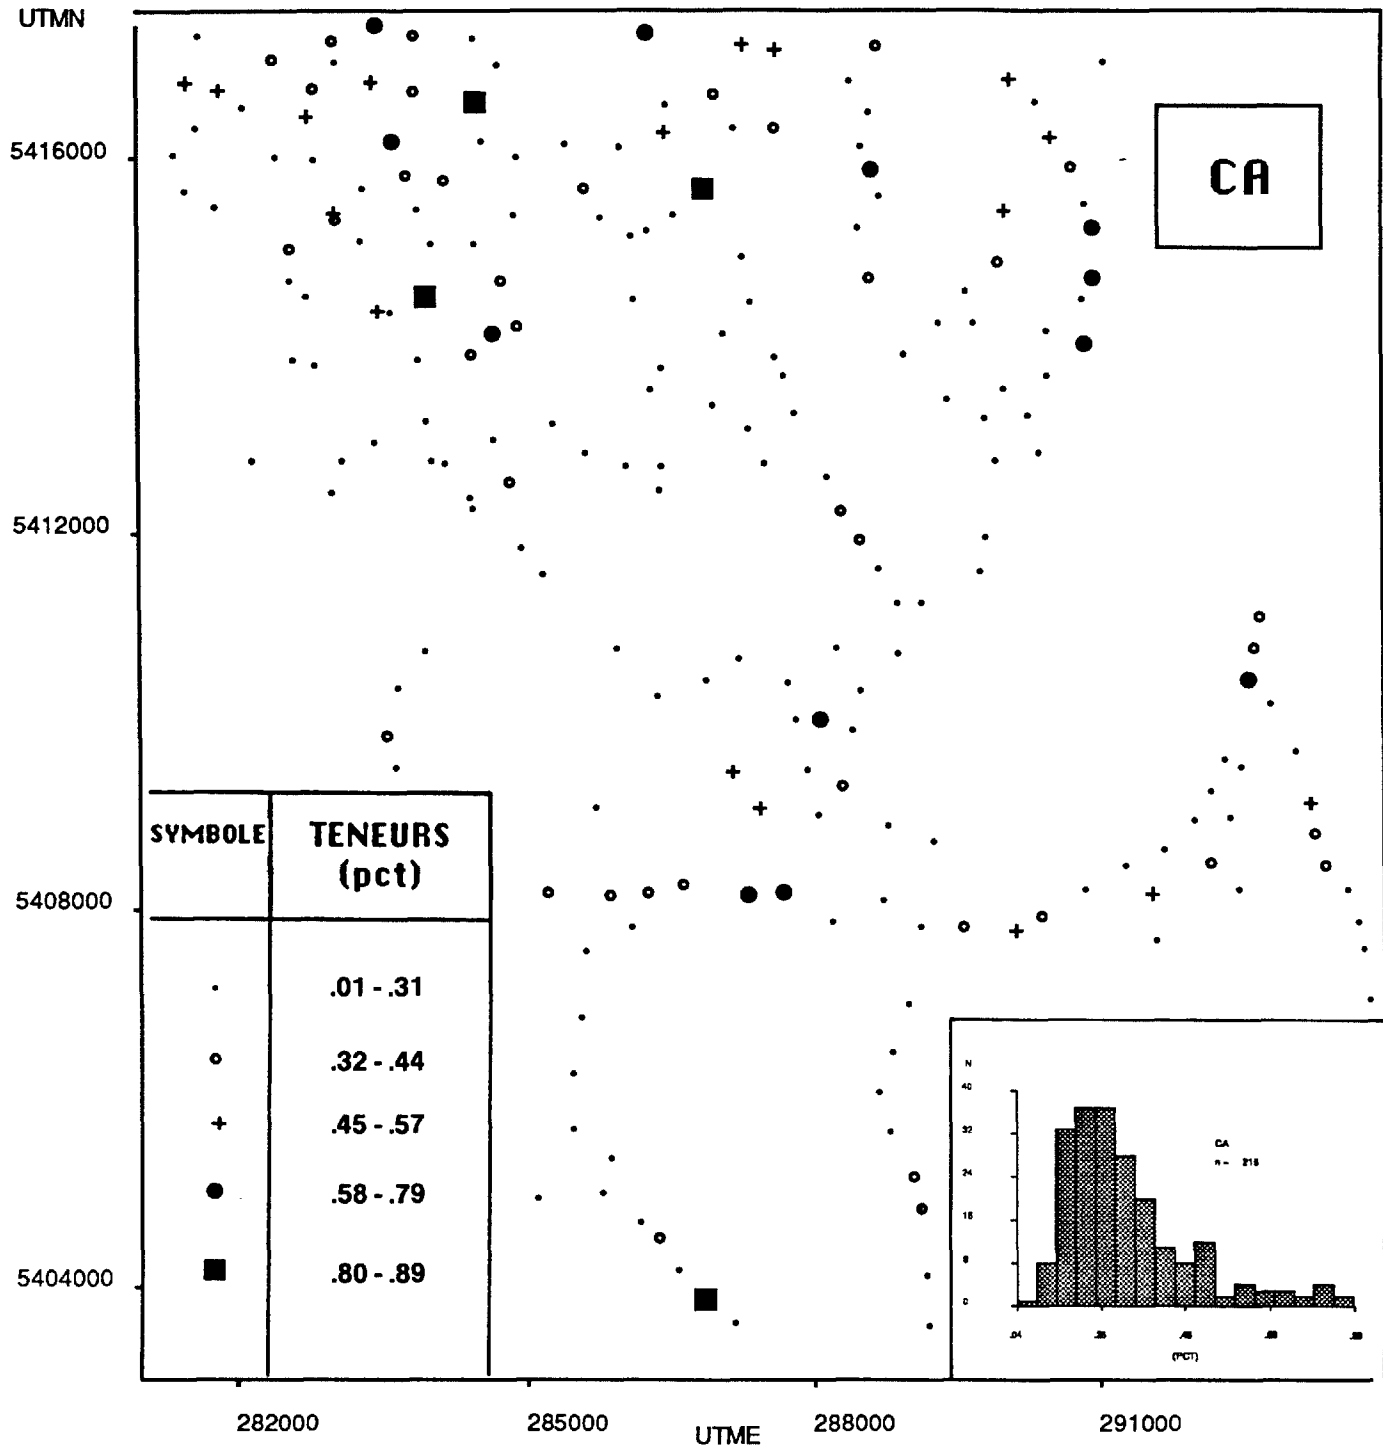 UTMN
5416000
CA
5412000
SYMBOLE TENEURS
(pct)
5408000
.01 - .31
.32 - .44
.45 - .57
.58 - .79
.80 - .89
5404000
N
40
32
24
16
8
0
CA
n =
.04
(PCT)
282000 285000 288000 291000
UTME